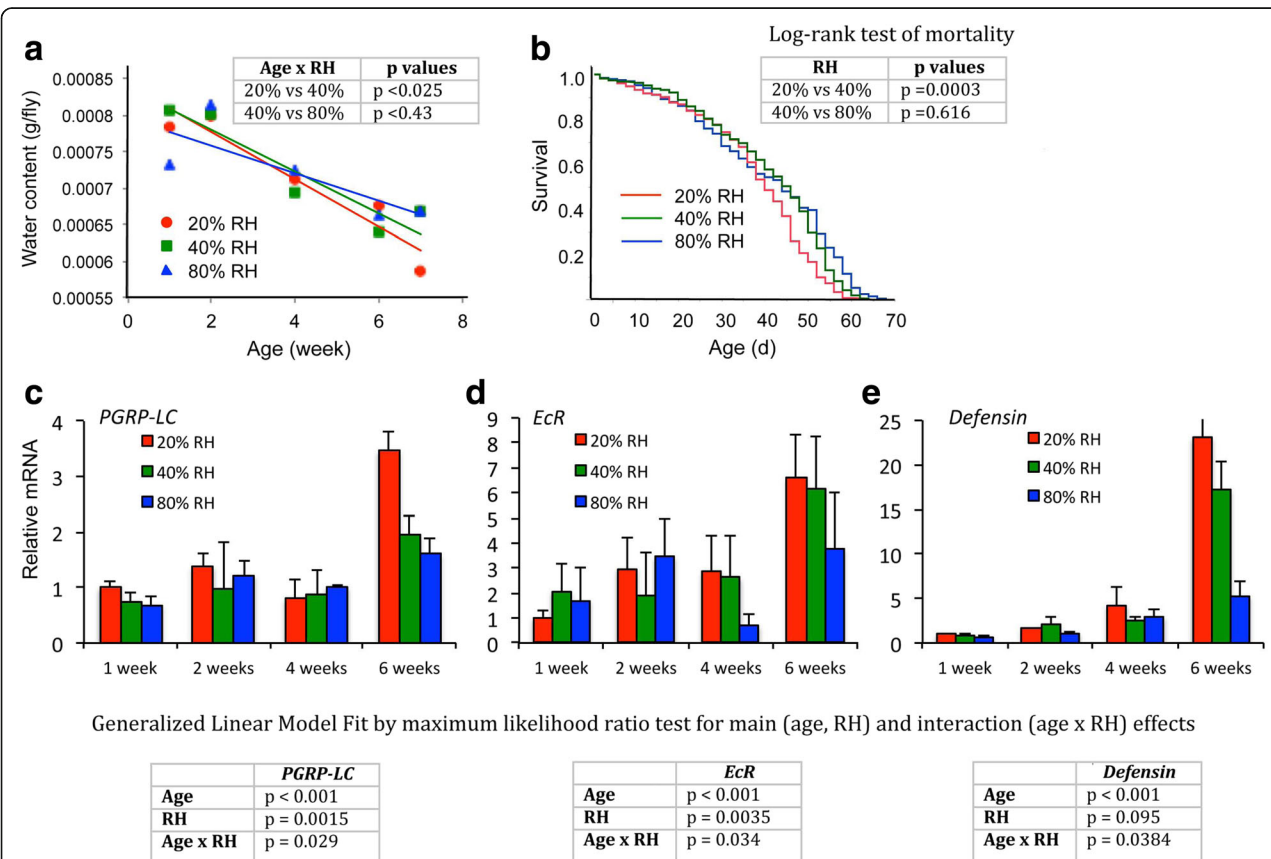 a
Age x RH p values
20% vs 40% p <0.025
40% vs 80% p <0.43
Water content (g/fly)
0.00085
0.0008
0.00075
0.0007
0.00065
0.0006
0.00055
20% RH
40% RH
80% RH
0 2 4 6 8
Age (week)
b
Log-rank test of mortality
RH p values
20% vs 40% p =0.0003
40% vs 80% p =0.616
Survival
1.0
0.8
0.6
0.4
0.2
20% RH
40% RH
80% RH
0 10 20 30 40 50 60 70
Age (d)
c
PGRP-LC
Relative mRNA
4
3
2
1
0
20% RH
40% RH
80% RH
1 week 2 weeks 4 weeks 6 weeks
d
EcR
9
8
7
6
5
4
3
2
1
0
20% RH
40% RH
80% RH
1 week 2 weeks 4 weeks 6 weeks
e
Defensin
25
20
15
10
5
0
20% RH
40% RH
80% RH
1 week 2 weeks 4 weeks 6 weeks
Generalized Linear Model Fit by maximum likelihood ratio test for main (age, RH) and interaction (age x RH) effects
PGRP-LC
Age p < 0.001
RH p = 0.0015
Age x RH p = 0.029
EcR
Age p < 0.001
RH p = 0.0035
Age x RH p = 0.034
Defensin
Age p < 0.001
RH p = 0.095
Age x RH p = 0.0384